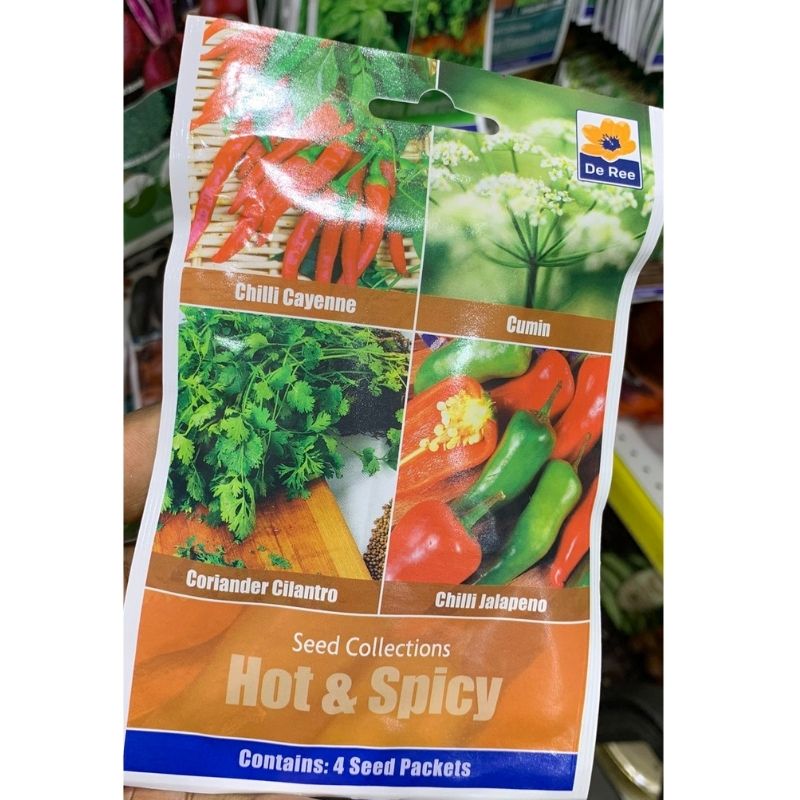 De Ree
Chilli Cayenne
Cumin
Coriander Cilantro
Chilli Jalapeno
Seed Collections
Hot & Spicy
Contains: 4 Seed Packets